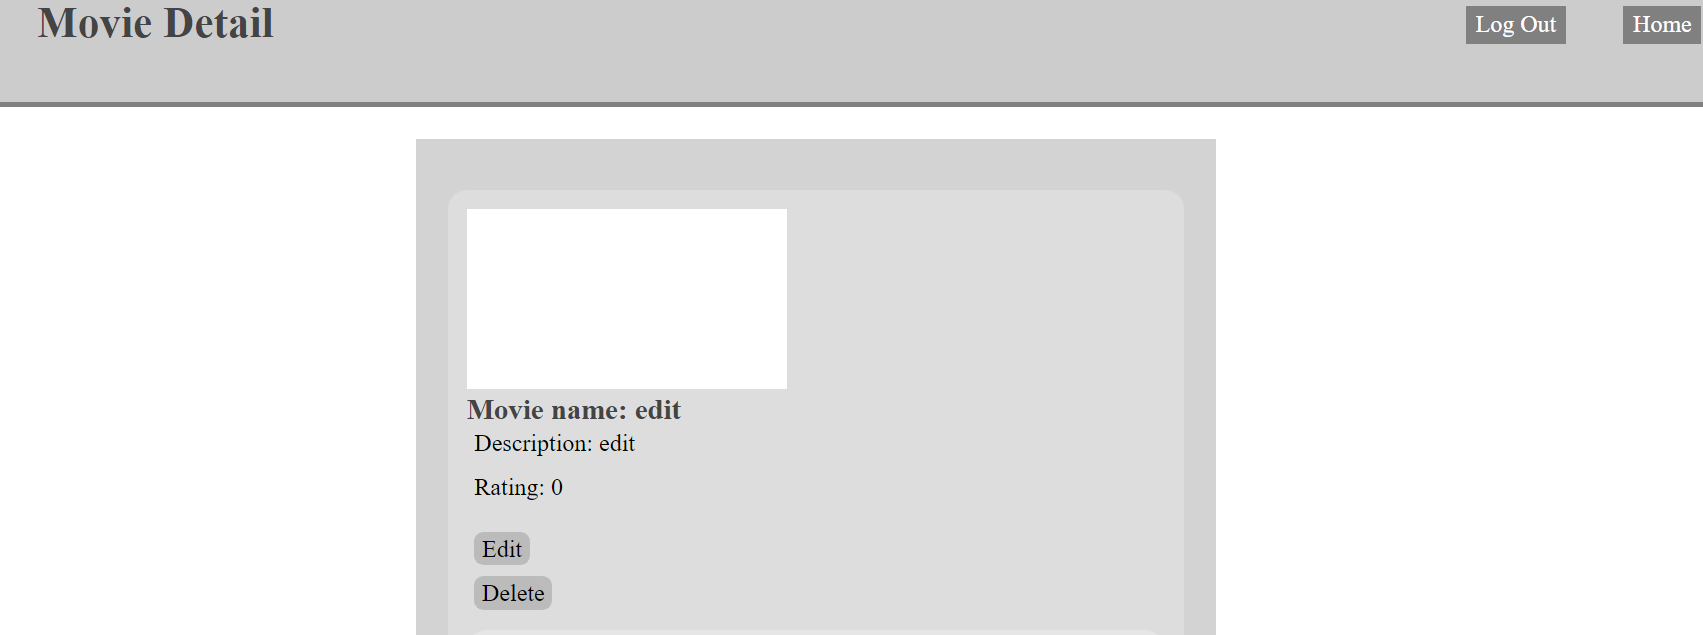 Movie Detail
Log Out
Home
Movie name: edit
Description: edit
Rating: 0
Edit
Delete